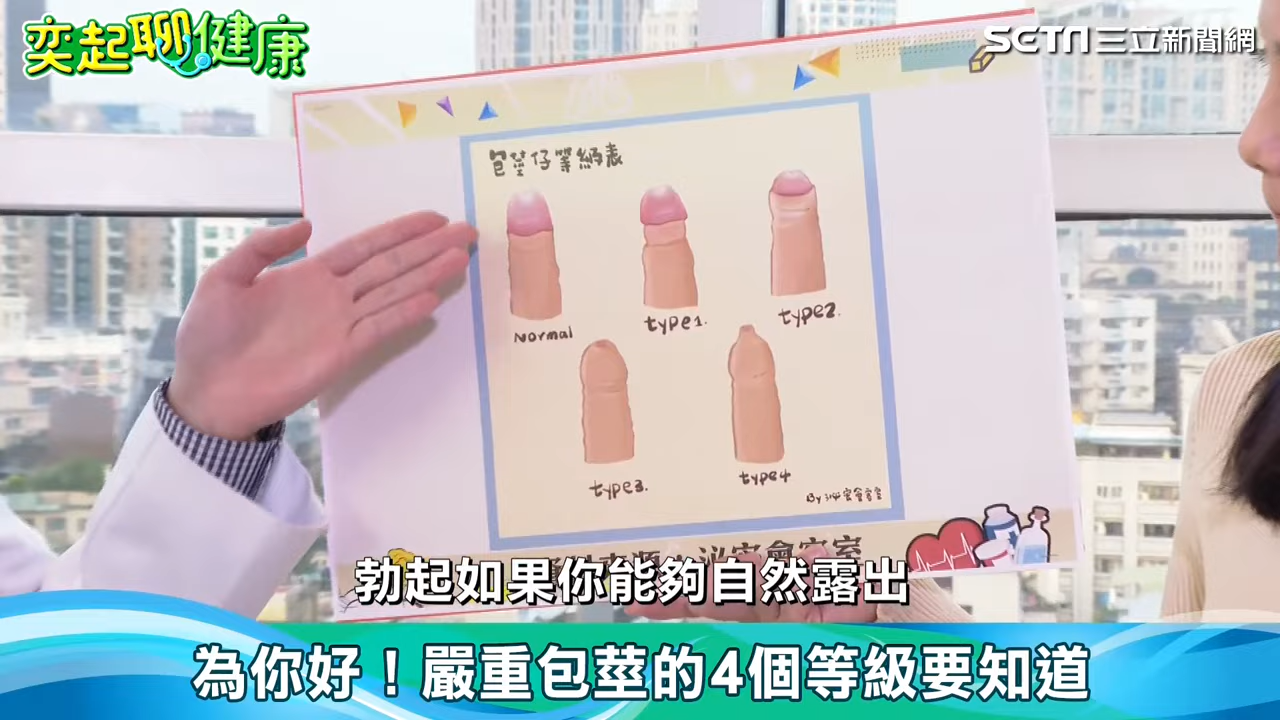 奕起聊健康
SETN三立新聞網
包莖仔等級表
Normal
type1.
type2.
type3.
type4
勃起如果你能夠自然露出
為你好！嚴重包莖的4個等級要知道